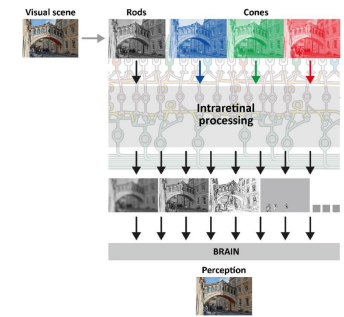 Visual scene
Rods
Cones
Intraretinal
processing
BRAIN
Perception